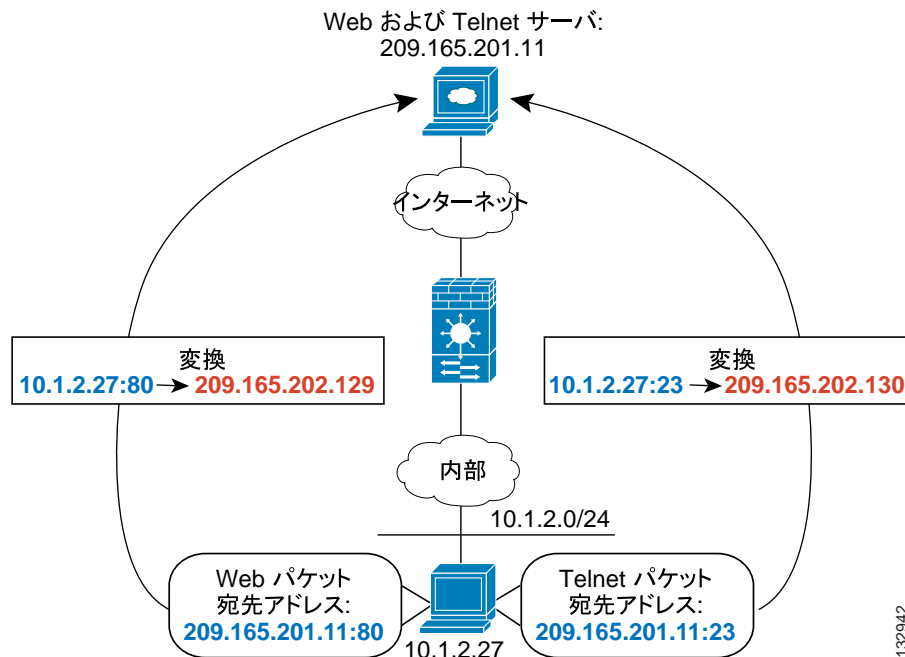 Web および Telnet サーバ:
209.165.201.11
インターネット
変換
10.1.2.27:80 → 209.165.202.129
変換
10.1.2.27:23 → 209.165.202.130
内部
10.1.2.0/24
Web パケット
宛先アドレス:
209.165.201.11:80
Telnet パケット
宛先アドレス:
209.165.201.11:23
10.1.2.27
132942